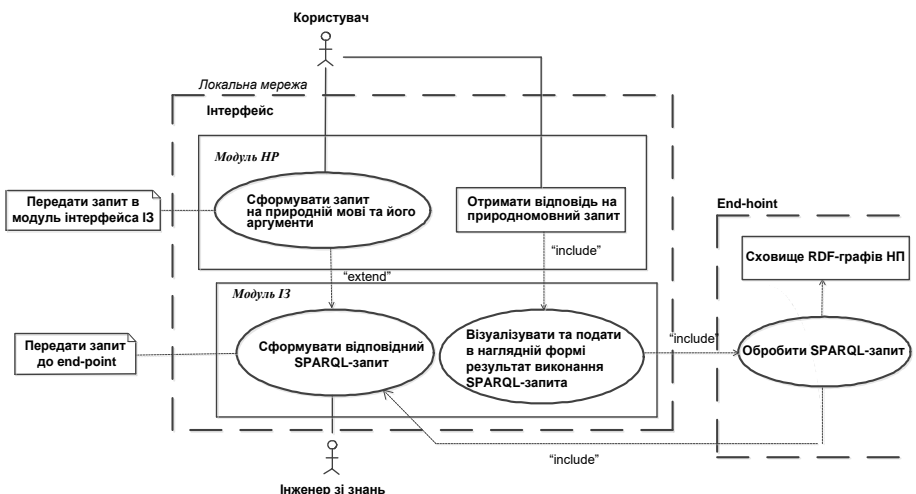 Користувач
Локальна мережа
Інтерфейс
Модуль НР
Передати запит в
модуль інтерфейса ІЗ
Сформувати запит
на природній мові та його
аргументи
Отримати відповідь на
природномовний запит
End-hoint
“include”
Сховище RDF-графів НП
“extend”
Модуль ІЗ
Передати запит
до end-point
Сформувати відповідний
SPARQL-запит
Візуалізувати та подати
в наглядній формі
результат виконання
SPARQL-запита
“include”
Обробити SPARQL-запит
“include”
Інженер зі знань